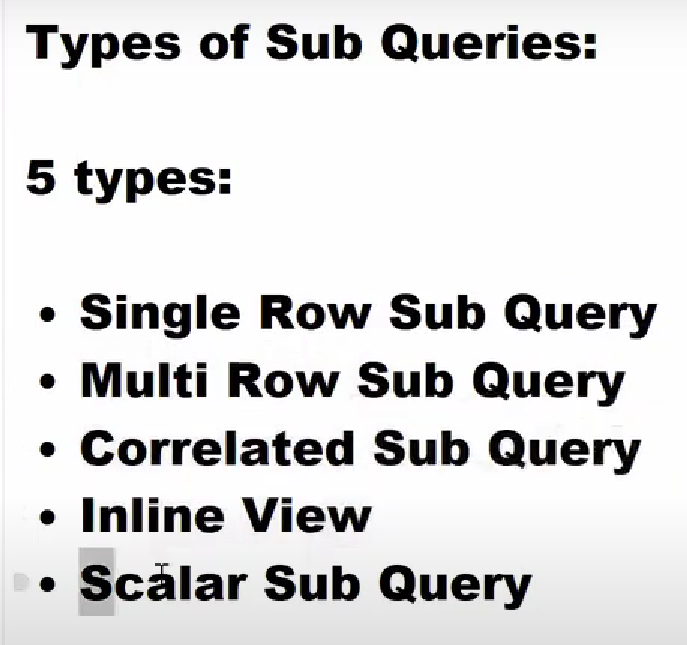 Types of Sub Queries:
5 types:
• Single Row Sub Query
• Multi Row Sub Query
• Correlated Sub Query
• Inline View
• Scalar Sub Query